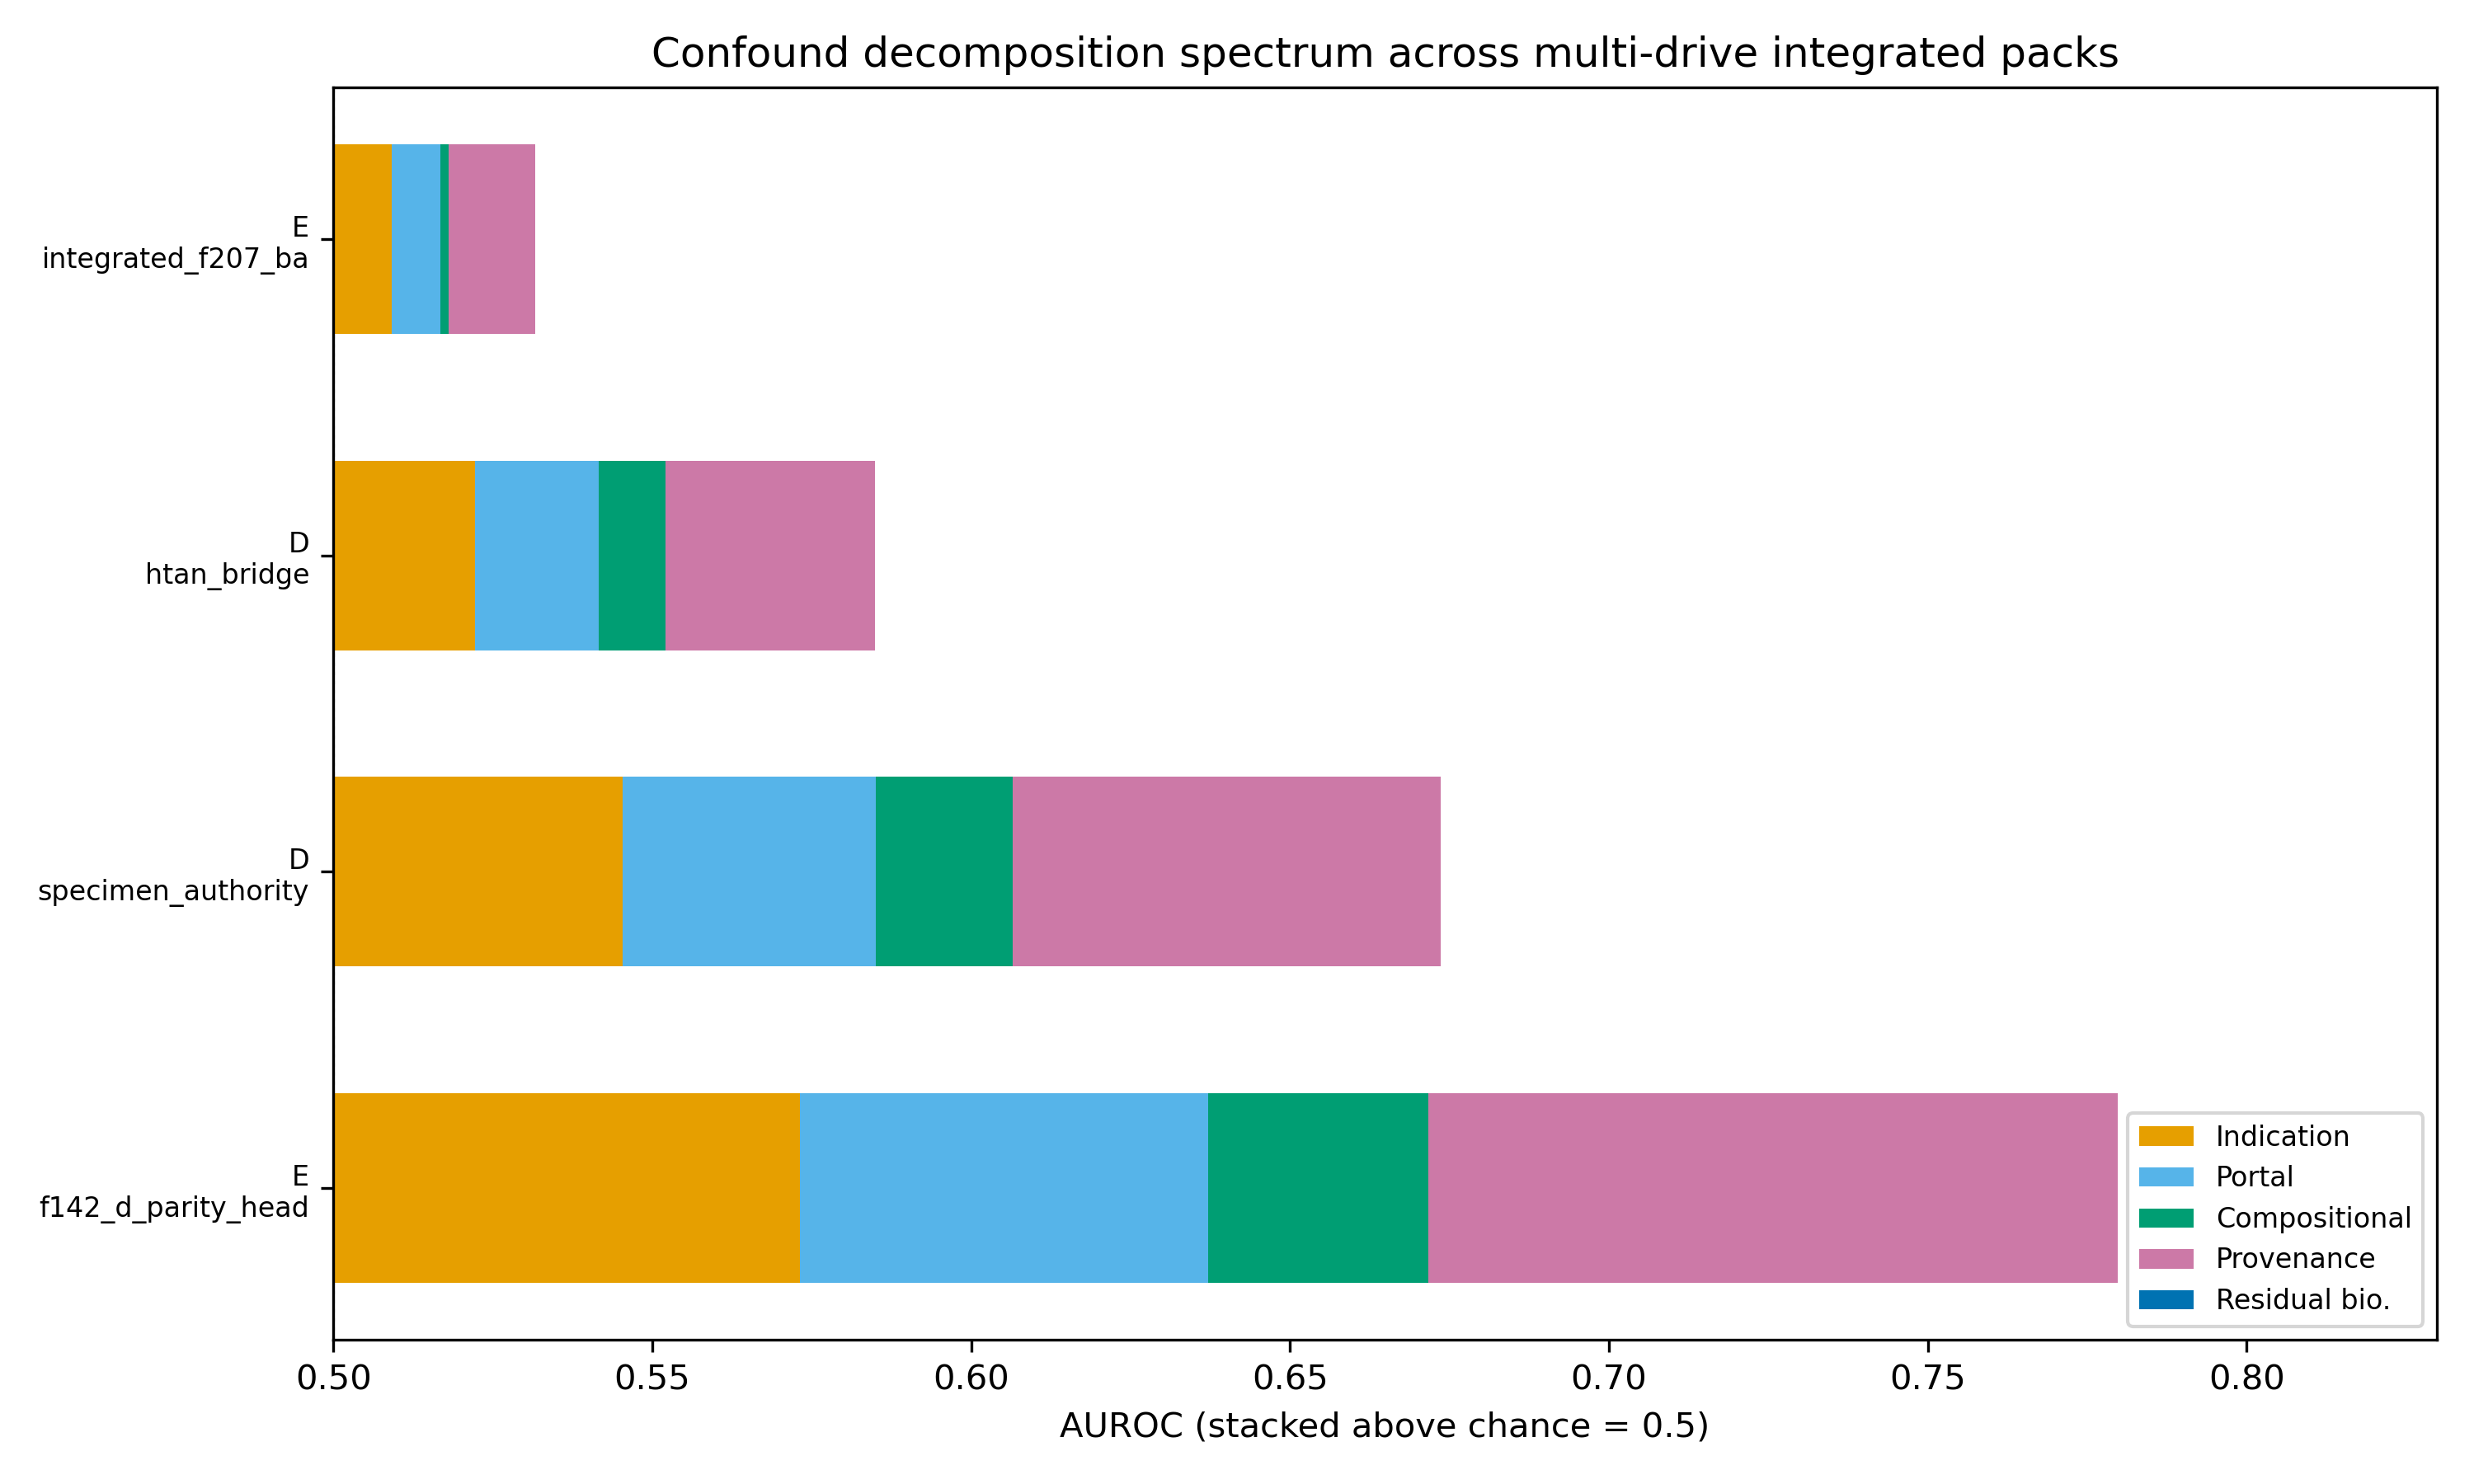 Confound decomposition spectrum across multi-drive integrated packs
E
integrated_f207_ba
D
htan_bridge
D
specimen_authority
E
f142_d_parity_head
Indication
Portal
Compositional
Provenance
Residual bio.
0.50 0.55 0.60 0.65 0.70 0.75 0.80
AUROC (stacked above chance = 0.5)